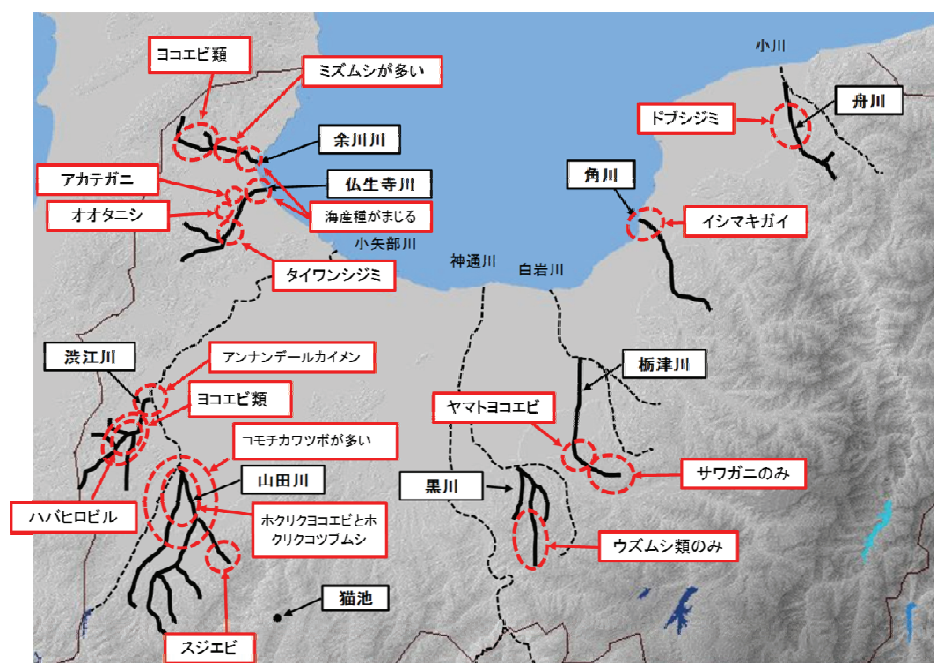 ヨコエビ類
ミズムシが多い
小川
舟川
ドブシジミ
余川川
アカテガニ
仏生寺川
角川
オオタニシ
海産種がまじる
イシマキガイ
小矢部川
神通川
白岩川
タイワンシジミ
渋江川
アンナンデールカイメン
栃津川
ヨコエビ類
ヤマトヨコエビ
コモチカワツボが多い
サワガニのみ
山田川
黒川
ハバヒロビル
ホクリクヨコエビとホ
クリクコツブムシ
ウズムシ類のみ
猫池
スジエビ